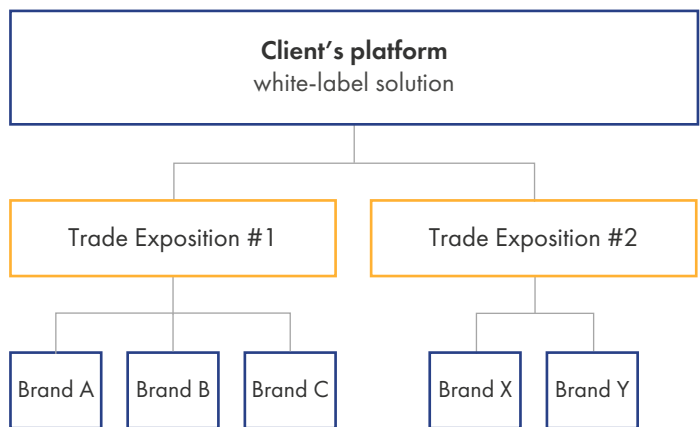 Client’s platform
white-label solution
Trade Exposition #1
Trade Exposition #2
Brand A
Brand B
Brand C
Brand X
Brand Y